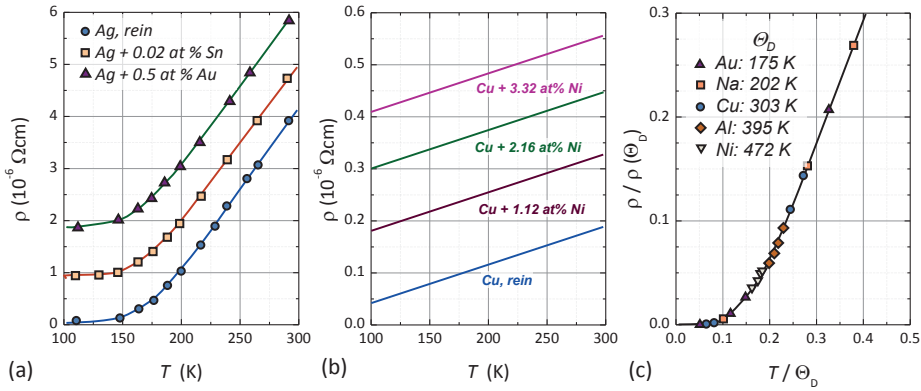 6
5
4
3
2
1
0
100
150
200
250
300
ρ (10⁻⁶ Ωcm)
T (K)
Ag, rein
Ag + 0.02 at % Sn
Ag + 0.5 at % Au
(a)
0.6
0.5
0.4
0.3
0.2
0.1
0
100
150
200
250
300
ρ (10⁻⁶ Ωcm)
T (K)
Cu + 3.32 at% Ni
Cu + 2.16 at% Ni
Cu + 1.12 at% Ni
Cu, rein
(b)
0.3
0.2
0.1
0.0
0.0
0.1
0.2
0.3
0.4
0.5
ρ / ρ (Θ_D)
T / Θ_D
Θ_D
Au: 175 K
Na: 202 K
Cu: 303 K
Al: 395 K
Ni: 472 K
(c)